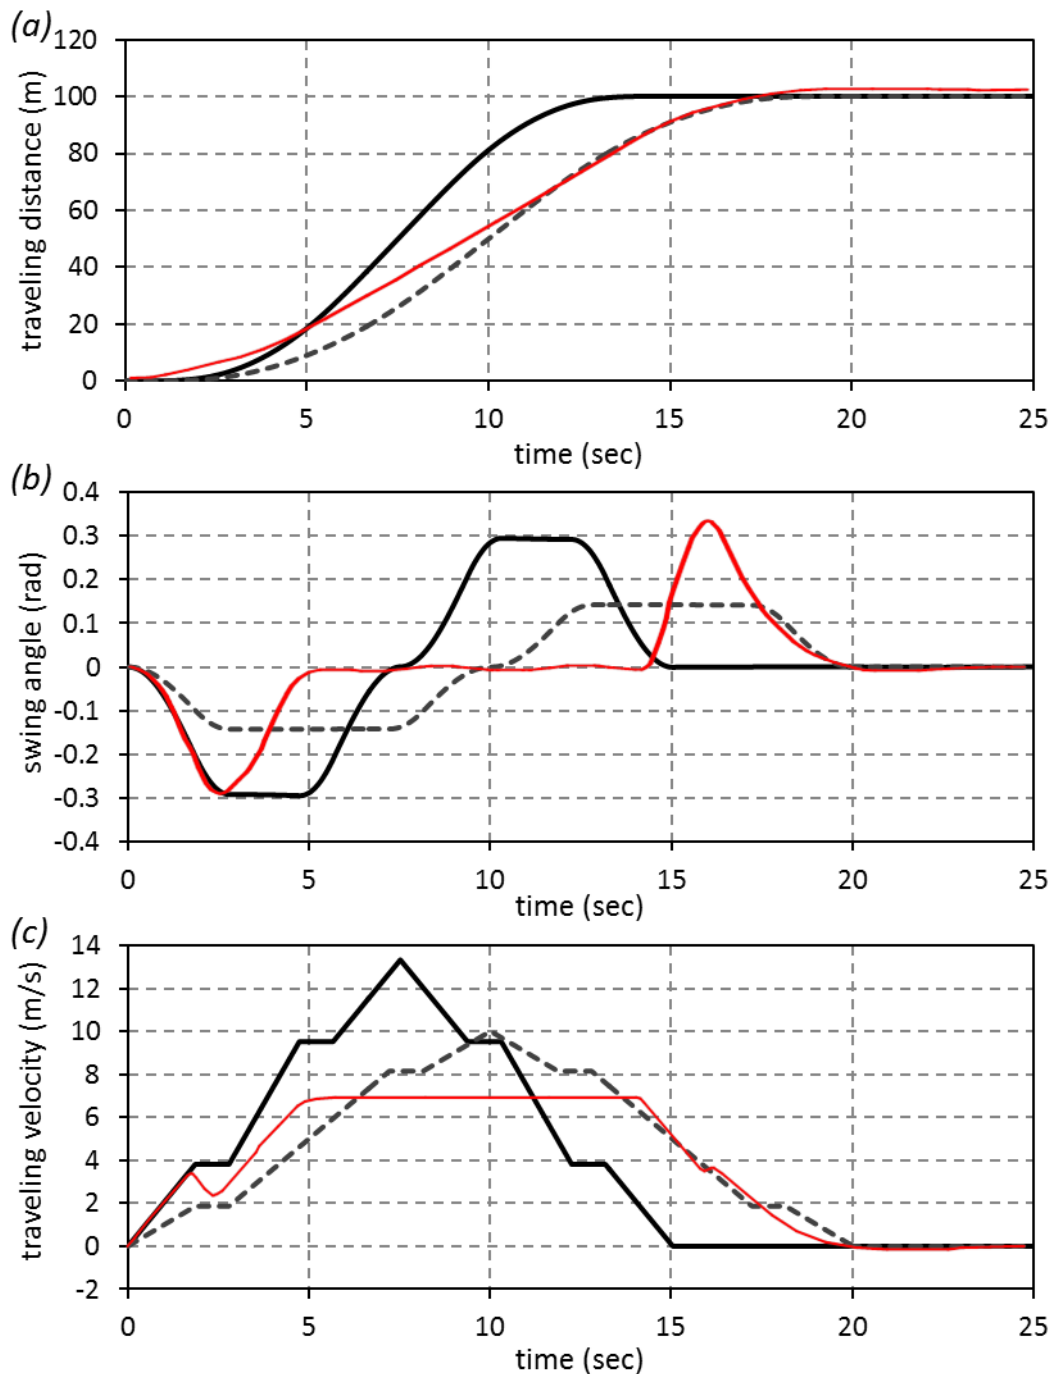 (a)
traveling distance (m)
120
100
80
60
40
20
0
0 5 10 15 20 25
time (sec)
(b)
swing angle (rad)
0.4
0.3
0.2
0.1
0
-0.1
-0.2
-0.3
-0.4
0 5 10 15 20 25
time (sec)
(c)
traveling velocity (m/s)
14
12
10
8
6
4
2
0
-2
0 5 10 15 20 25
time (sec)